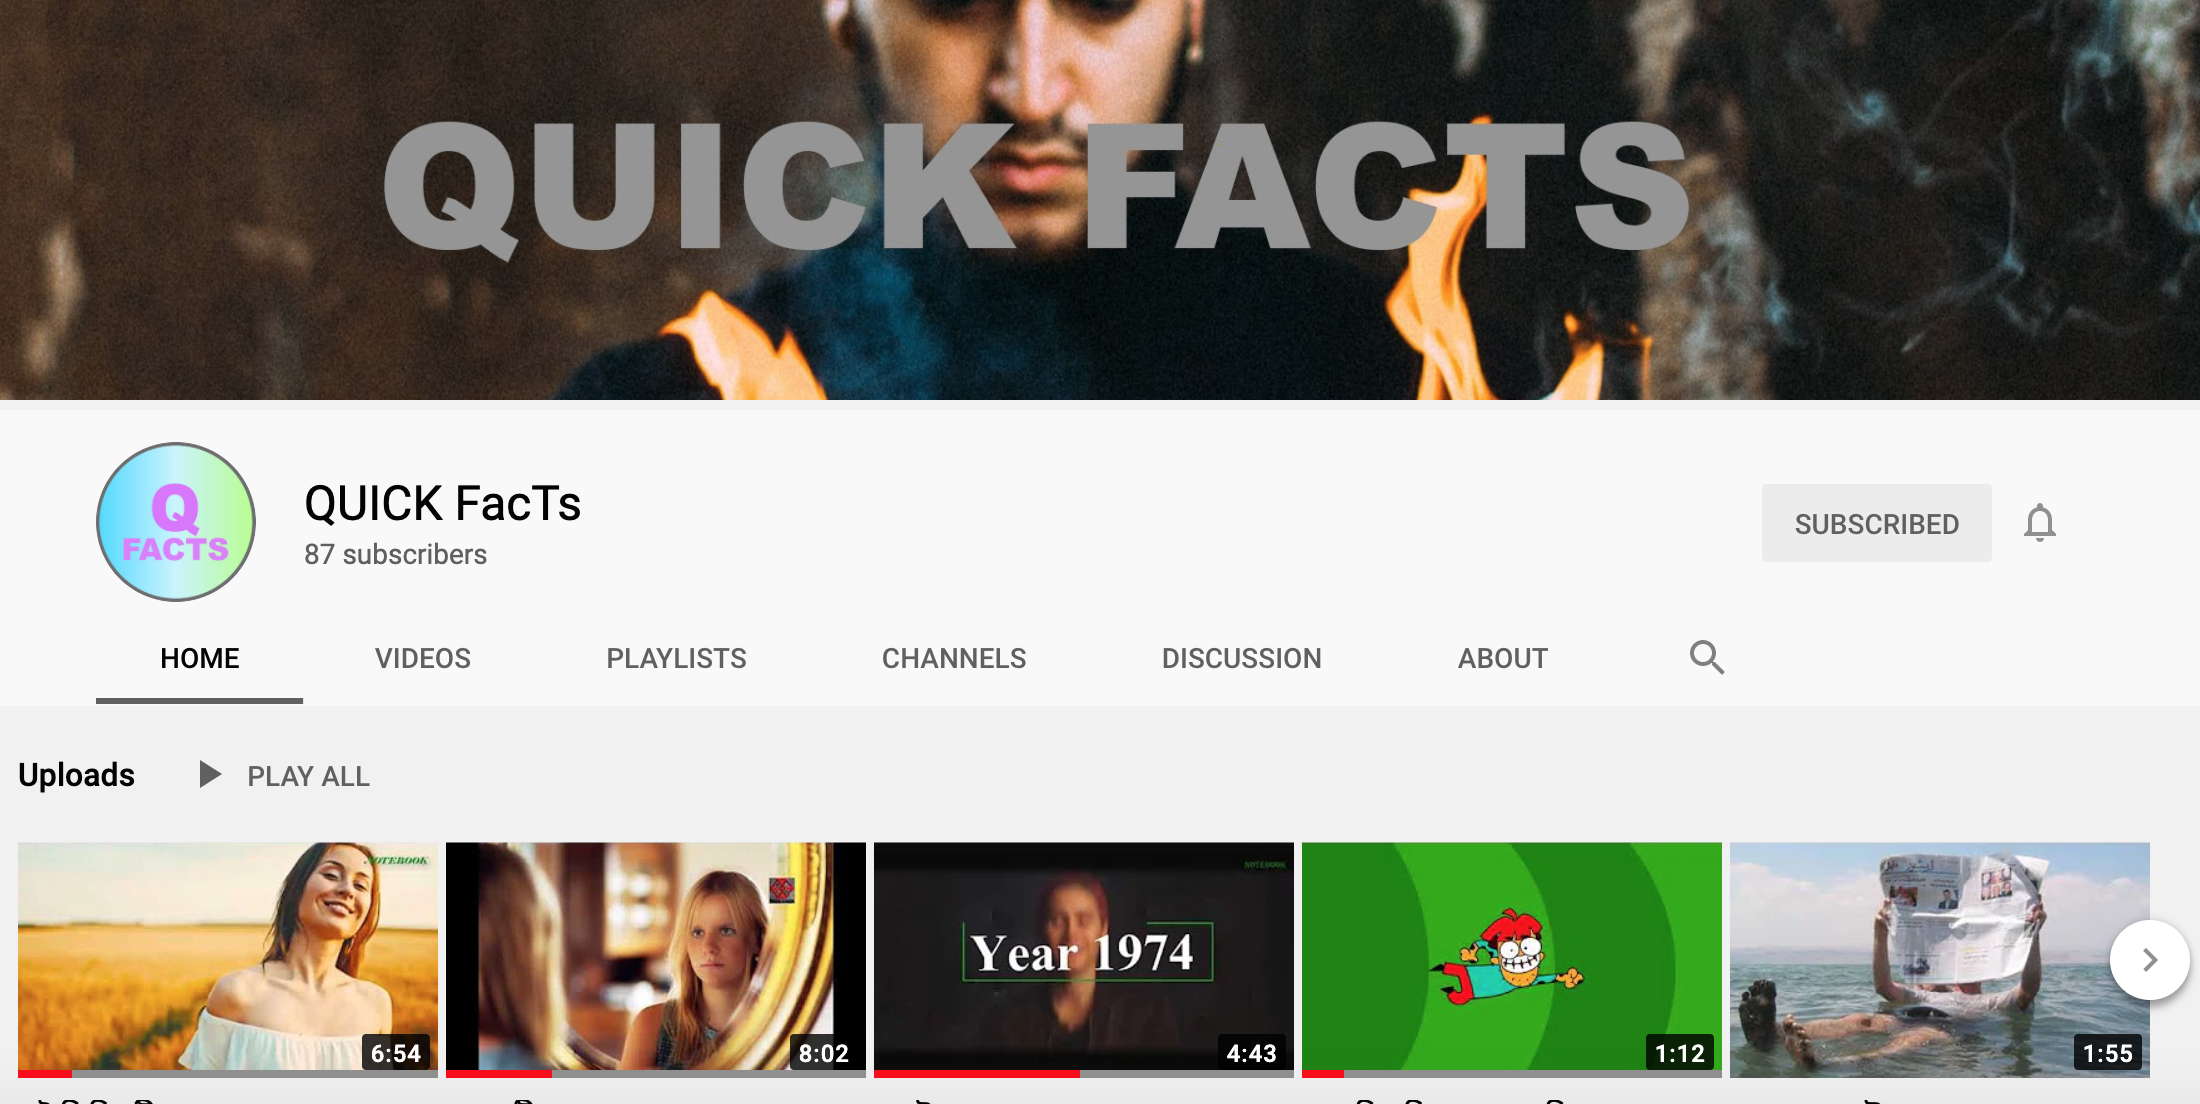 QUICK FACTS
Q
FACTS
QUICK FacTs
87 subscribers
SUBSCRIBED
HOME
VIDEOS
PLAYLISTS
CHANNELS
DISCUSSION
ABOUT
Uploads
PLAY ALL
NOTEBOOK
6:54
8:02
NOTEBOOK
Year 1974
4:43
1:12
1:55